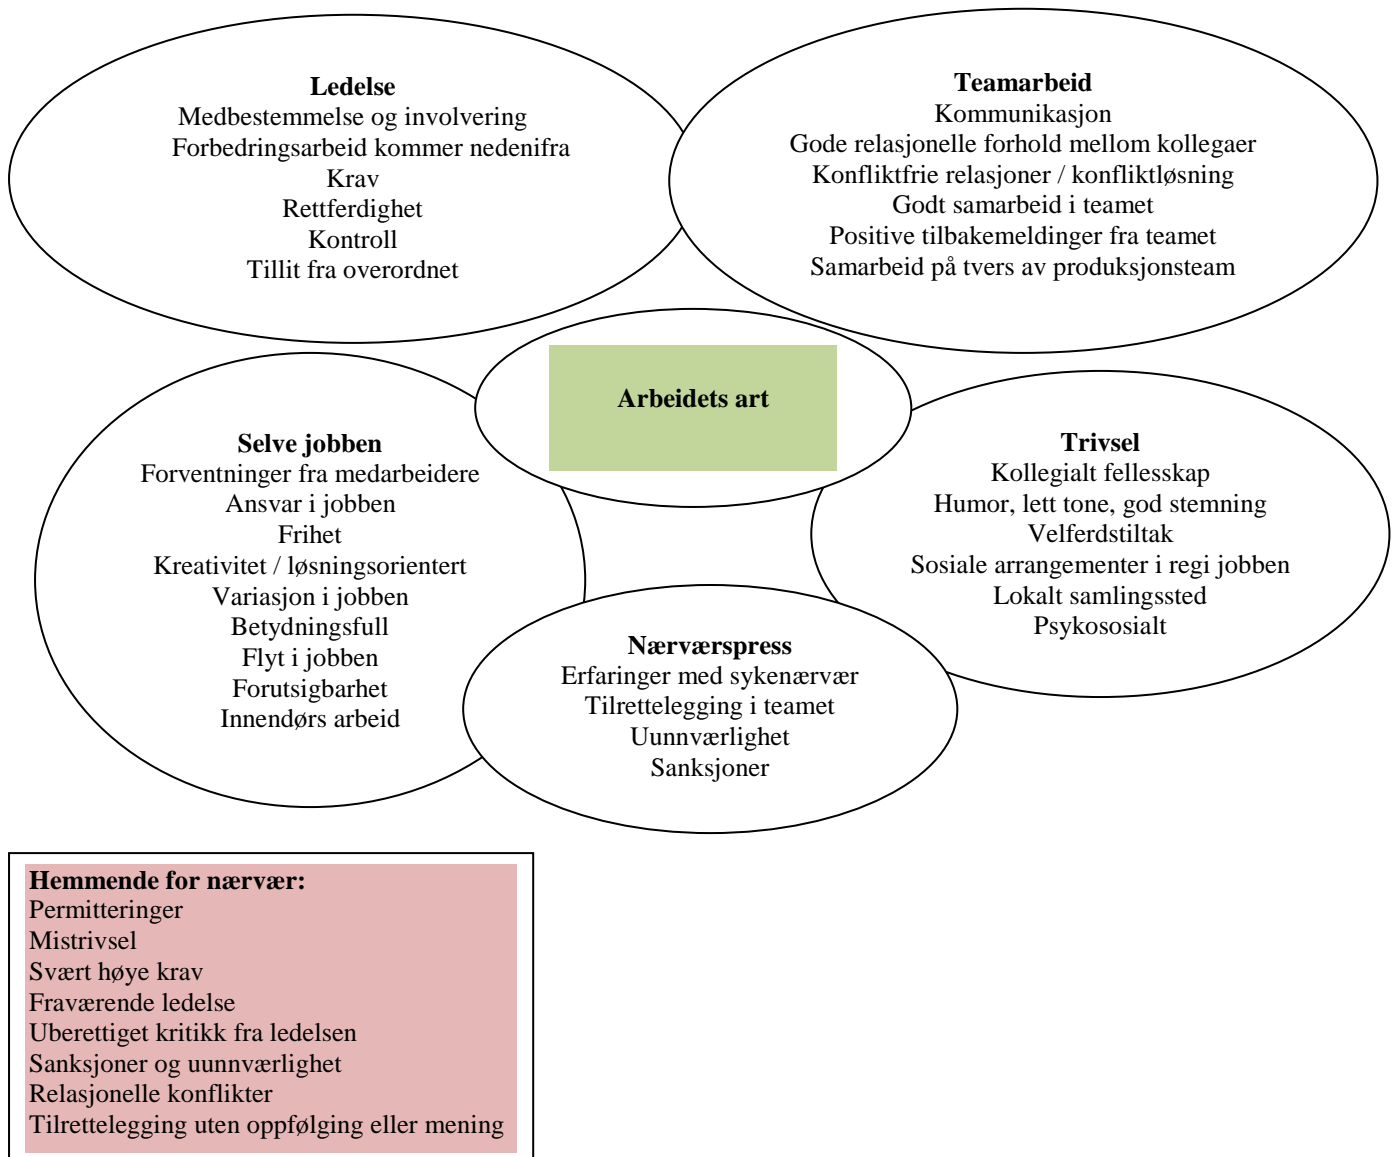 Ledelse
Medbestemmelse og involvering
Forbedringsarbeid kommer nedenifra
Krav
Rettferdighet
Kontroll
Tillit fra overordnet
Teamarbeid
Kommunikasjon
Gode relasjonelle forhold mellom kollegaer
Konfliktfrie relasjoner / konfliktløsning
Godt samarbeid i teamet
Positive tilbakemeldinger fra teamet
Samarbeid på tvers av produksjonsteam
Arbeidets art
Selve jobben
Forventninger fra medarbeidere
Ansvar i jobben
Frihet
Kreativitet / løsningsorientert
Variasjon i jobben
Betydningsfull
Flyt i jobben
Forutsigbarhet
Innendørs arbeid
Trivsel
Kollegialt fellesskap
Humor, lett tone, god stemning
Velferdstiltak
Sosiale arrangementer i regi jobben
Lokalt samlingssted
Psykososialt
Nærværspress
Erfaringer med sykenærvær
Tilrettelegging i teamet
Uunnværlighet
Sanksjoner
Hemmende for nærvær:
Permitteringer
Mistrivsel
Svært høye krav
Fraværende ledelse
Uberettiget kritikk fra ledelsen
Sanksjoner og uunnværlighet
Relasjonelle konflikter
Tilrettelegging uten oppfølging eller mening